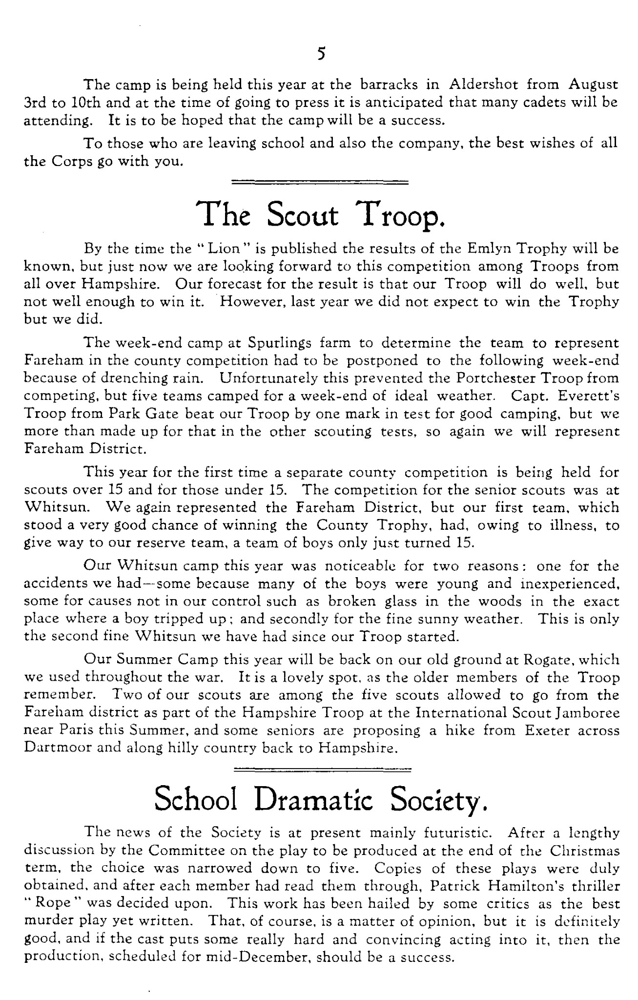 5
The camp is being held this year at the barracks in Aldershot from August
3rd to 10th and at the time of going to press it is anticipated that many cadets will be
attending. It is to be hoped that the camp will be a success.
To those who are leaving school and also the company, the best wishes of all
the Corps go with you.
The Scout Troop.
By the time the "Lion" is published the results of the Emlyn Trophy will be
known, but just now we are looking forward to this competition among Troops from
all over Hampshire. Our forecast for the result is that our Troop will do well, but
not well enough to win it. However, last year we did not expect to win the Trophy
but we did.
The week-end camp at Spurlings farm to determine the team to represent
Fareham in the county competition had to be postponed to the following week-end
because of drenching rain. Unfortunately this prevented the Portchester Troop from
competing, but five teams camped for a week-end of ideal weather. Capt. Everett's
Troop from Park Gate beat our Troop by one mark in test for good camping, but we
more than made up for that in the other scouting tests, so again we will represent
Fareham District.
This year for the first time a separate county competition is being held for
scouts over 15 and for those under 15. The competition for the senior scouts was at
Whitsun. We again represented the Fareham District, but our first team, which
stood a very good chance of winning the County Trophy, had, owing to illness, to
give way to our reserve team, a team of boys only just turned 15.
Our Whitsun camp this year was noticeable for two reasons: one for the
accidents we had—some because many of the boys were young and inexperienced,
some for causes not in our control such as broken glass in the woods in the exact
place where a boy tripped up; and secondly for the fine sunny weather. This is only
the second fine Whitsun we have had since our Troop started.
Our Summer Camp this year will be back on our old ground at Rogate, which
we used throughout the war. It is a lovely spot, as the older members of the Troop
remember. Two of our scouts are among the five scouts allowed to go from the
Fareham district as part of the Hampshire Troop at the International Scout Jamboree
near Paris this Summer, and some seniors are proposing a hike from Exeter across
Dartmoor and along hilly country back to Hampshire.
School Dramatic Society.
The news of the Society is at present mainly futuristic. After a lengthy
discussion by the Committee on the play to be produced at the end of the Christmas
term, the choice was narrowed down to five. Copies of these plays were duly
obtained, and after each member had read them through, Patrick Hamilton's thriller
"Rope" was decided upon. This work has been hailed by some critics as the best
murder play yet written. That, of course, is a matter of opinion, but it is definitely
good, and if the cast puts some really hard and convincing acting into it, then the
production, scheduled for mid-December, should be a success.